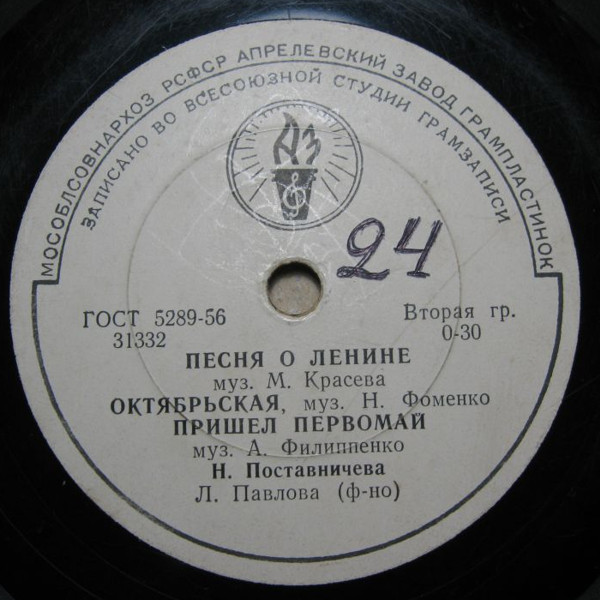 МОСОБЛСОВНАРХОЗ РСФСР АПРЕЛЕВСКИЙ ЗАВОД ГРАМПЛАСТИНОК
ЗАПИСАНО ВО ВСЕСОЮЗНОЙ СТУДИИ ГРАМЗАПИСИ
АЗ
24
ГОСТ 5289-56
31332
Вторая гр.
0-30
ПЕСНЯ О ЛЕНИНЕ
муз. М. Красева
ОКТЯБРЬСКАЯ, муз. Н. Фоменко
ПРИШЕЛ ПЕРВОМАЙ
муз. А. Филиппенко
Н. Поставничева
Л. Павлова (ф-но)